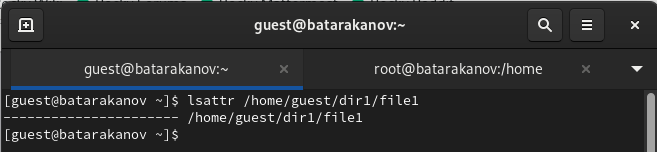 guest@batarakanov:~
guest@batarakanov:~
root@batarakanov:/home
[guest@batarakanov ~]$ lsattr /home/guest/dir1/file1
---------------------- /home/guest/dir1/file1
[guest@batarakanov ~]$